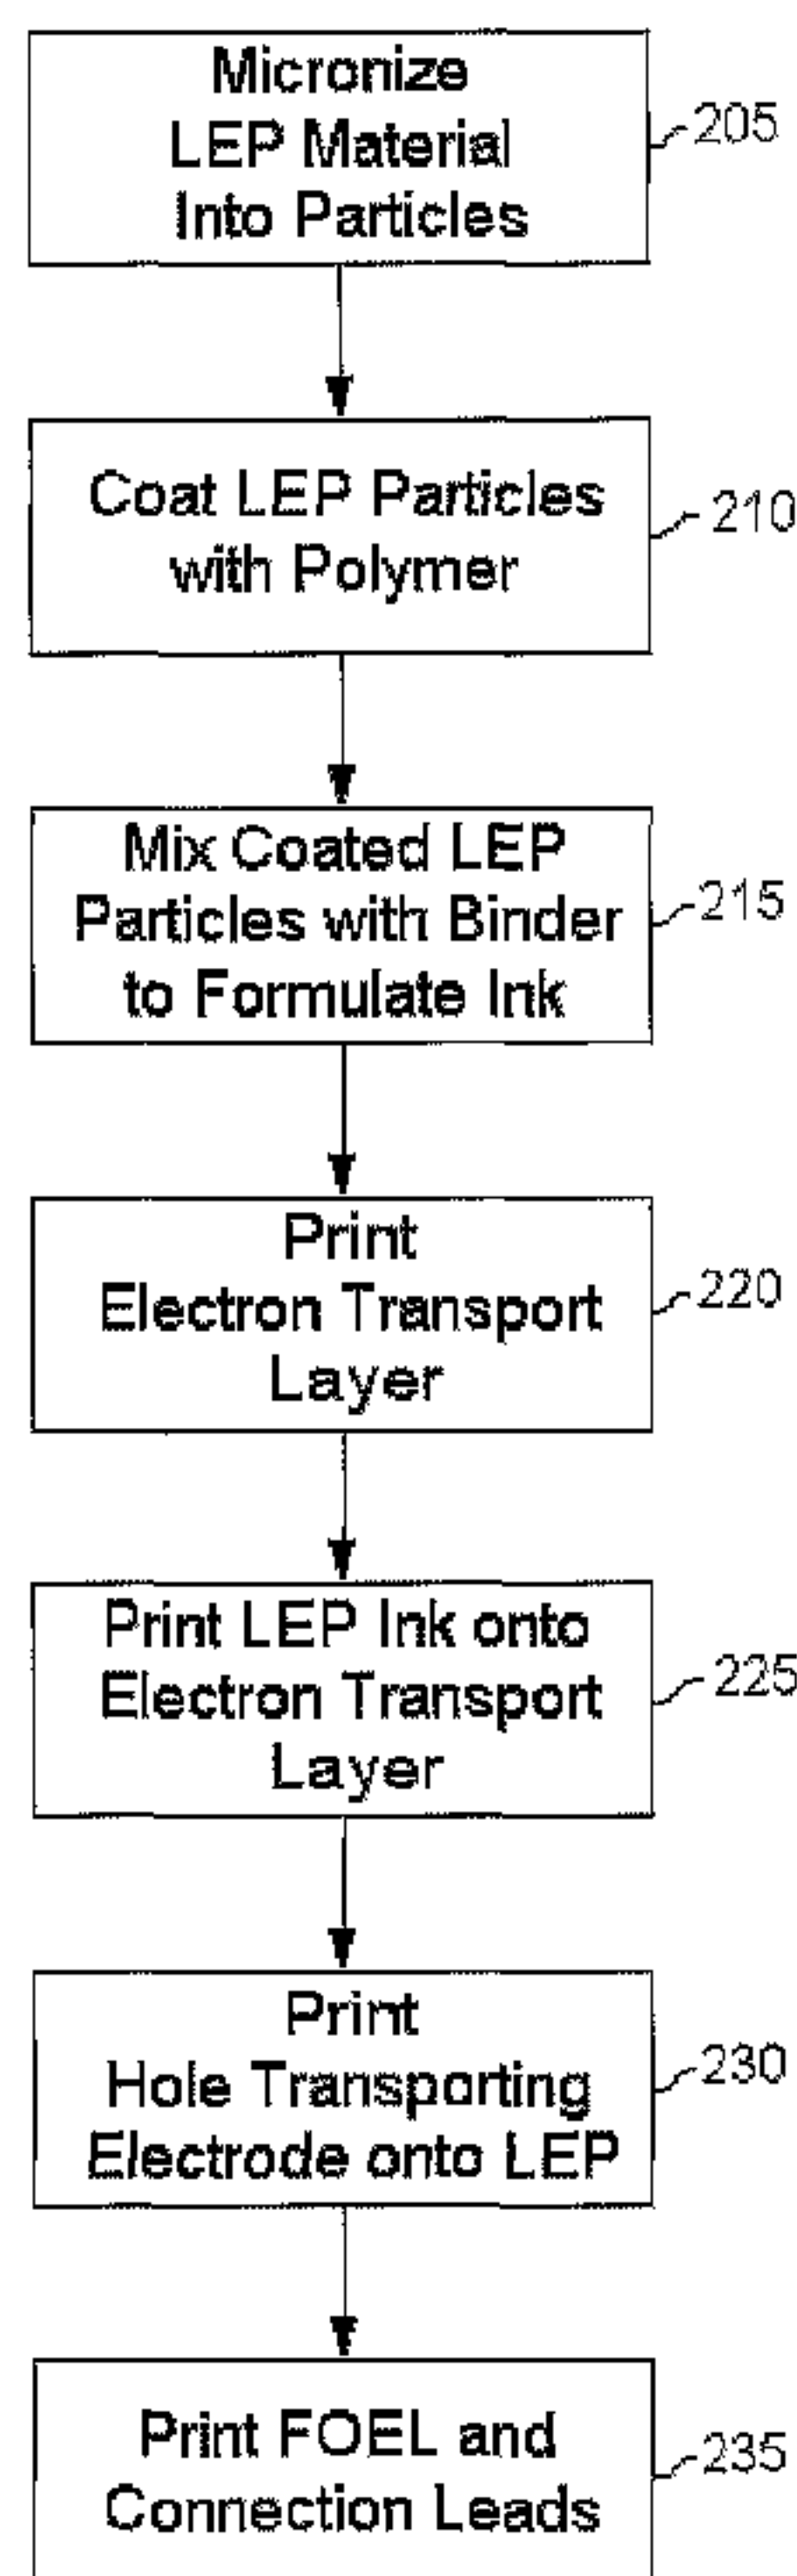 Micronize
LEP Material
Into Particles
205
Coat LEP Particles
with Polymer
210
Mix Coated LEP
Particles with Binder
to Formulate Ink
215
Print
Electron Transport
Layer
220
Print LEP Ink onto
Electron Transport
Layer
225
Print
Hole Transporting
Electrode onto LEP
230
Print FOEL and
Connection Leads
235